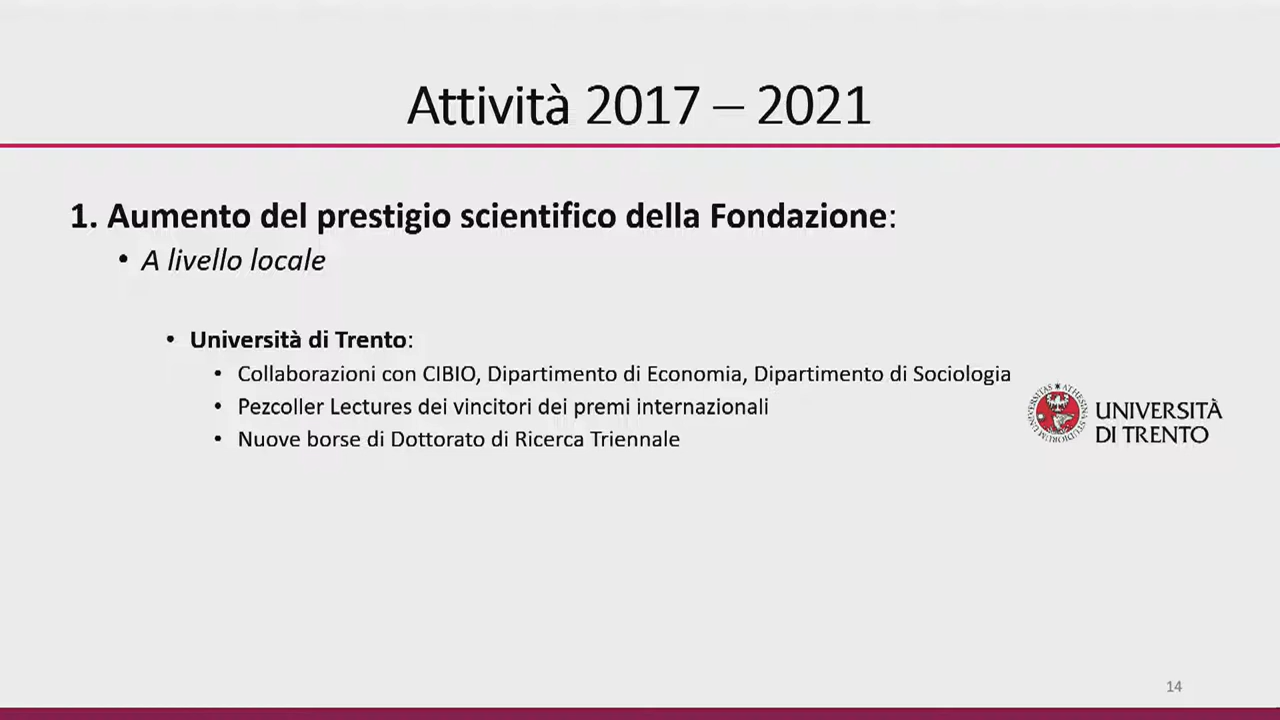 Attività 2017 – 2021
1. Aumento del prestigio scientifico della Fondazione:
• A livello locale
• Università di Trento:
• Collaborazioni con CIBIO, Dipartimento di Economia, Dipartimento di Sociologia
• Pezcoller Lectures dei vincitori dei premi internazionali
• Nuove borse di Dottorato di Ricerca Triennale
UNIVERSITÀ
DI TRENTO
14